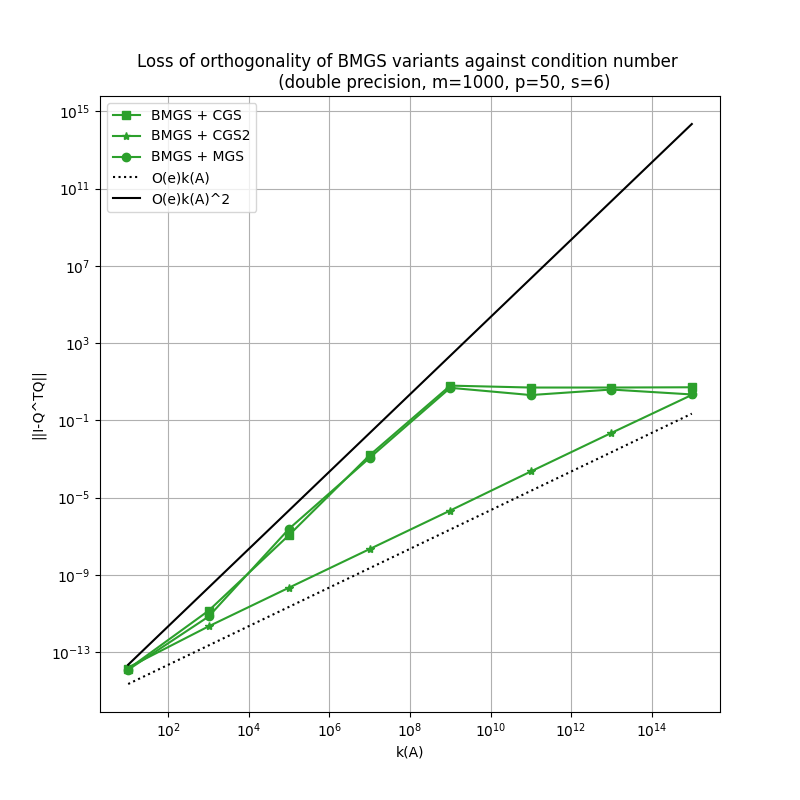 Loss of orthogonality of BMGS variants against condition number
(double precision, m=1000, p=50, s=6)
BMGS + CGS
BMGS + CGS2
BMGS + MGS
O(e)k(A)
O(e)k(A)^2
||I-Q^TQ||
10^15
10^11
10^7
10^3
10^−1
10^−5
10^−9
10^−13
10^2
10^4
10^6
10^8
10^10
10^12
10^14
k(A)